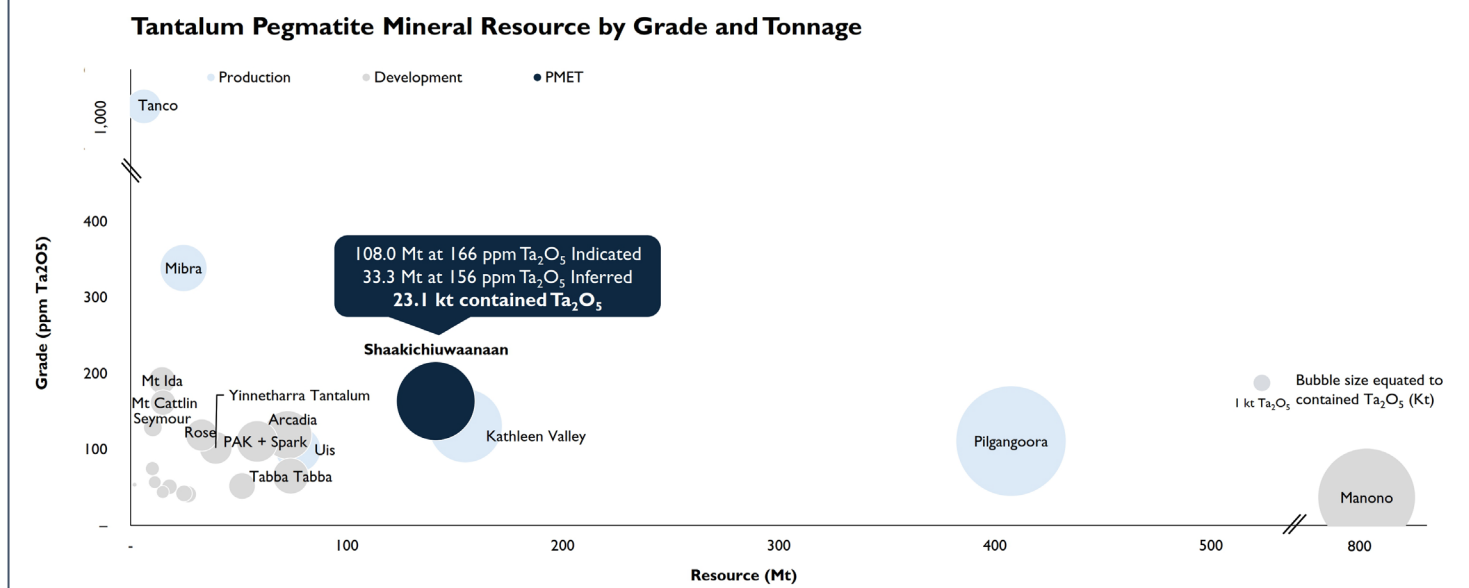 Tantalum Pegmatite Mineral Resource by Grade and Tonnage
Production
Development
PMET
Grade (ppm Ta2O5)
1,000
400
300
200
100
–
Tanco
Mibra
108.0 Mt at 166 ppm Ta₂O₅ Indicated
33.3 Mt at 156 ppm Ta₂O₅ Inferred
23.1 kt contained Ta₂O₅
Shaakichiuwaanaan
Mt Ida
Yinnetharra Tantalum
Mt Cattlin
Seymour
Arcadia
Rose
PAK + Spark
Uis
Tabba Tabba
Kathleen Valley
Pilgangoora
Manono
1 kt Ta₂O₅
Bubble size equated to
contained Ta₂O₅ (Kt)
-
100
200
300
400
500
800
Resource (Mt)